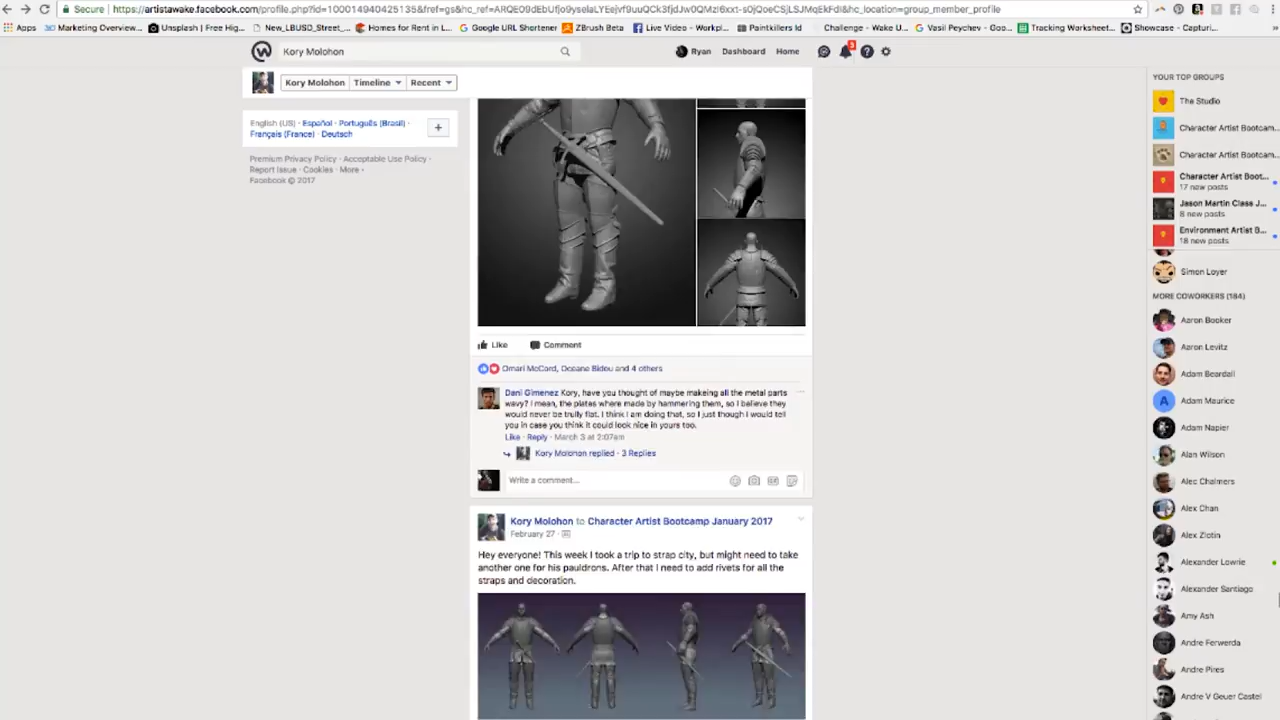 Secure https://artistawake.facebook.com/profile.php?id=100014940425135&fref=gs&hc_location=group_member_profile
Apps Marketing Overview... Unsplash | Free Hig... New_LBUSD_Street_... Homes for Rent in L... Google URL Shortener ZBrush Beta Live Video - Workpl... Paintkillers Id Challenge - Wake U... Vasil Peychev - Goo... Tracking Worksheet... Showcase - Capturi...
Kory Molohon
Ryan Dashboard Home 3
Kory Molohon Timeline Recent
English (US) · Español · Português (Brasil) ·
Français (France) · Deutsch
Premium Privacy Policy · Acceptable Use Policy ·
Report Issue · Cookies · More
Facebook © 2017
Like Comment
Omari McCord, Oceane Bidou and 4 others
Dani Gimenez Kory, have you thought of maybe makeing all the metal parts
wavy? I mean, the plates where made by hammering them, so I believe they
would never be trully flat. I think I am doing that, so I just though I would tell
you in case you think it could look nice in yours too.
Like · Reply · March 3 at 2:07am
Kory Molohon replied · 3 Replies
Write a comment...
Kory Molohon to Character Artist Bootcamp January 2017
February 27 ·
Hey everyone! This week I took a trip to strap city, but might need to take
another one for his pauldrons. After that I need to add rivets for all the
straps and decoration.
YOUR TOP GROUPS
The Studio
Character Artist Bootcam...
Character Artist Bootcam...
Character Artist Boot...
17 new posts
Jason Martin Class J...
8 new posts
Environment Artist B...
18 new posts
Simon Loyer
MORE COWORKERS (184)
Aaron Booker
Aaron Levitz
Adam Beardall
A Adam Maurice
Adam Napier
Alan Wilson
Alec Chalmers
Alex Chan
Alex Zlotin
Alexander Lowrie
Alexander Santiago
Amy Ash
Andre Ferwerda
Andre Pires
Andre V Geuer Castel